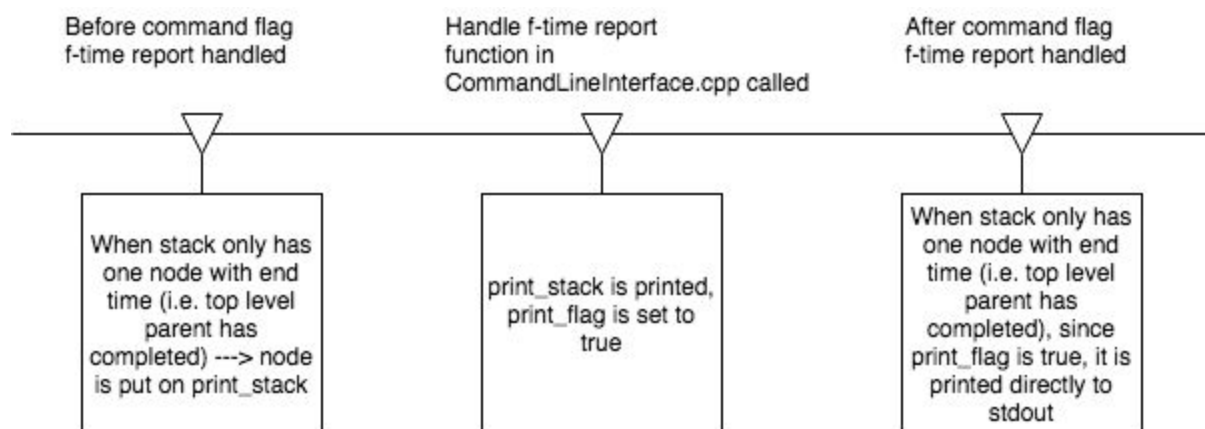 Before command flag
f-time report handled
Handle f-time report
function in
CommandLineInterface.cpp called
After command flag
f-time report handled
When stack only has
one node with end
time (i.e. top level
parent has
completed) ---> node
is put on print_stack
print_stack is printed,
print_flag is set to
true
When stack only has
one node with end
time (i.e. top level
parent has
completed), since
print_flag is true, it is
printed directly to
stdout